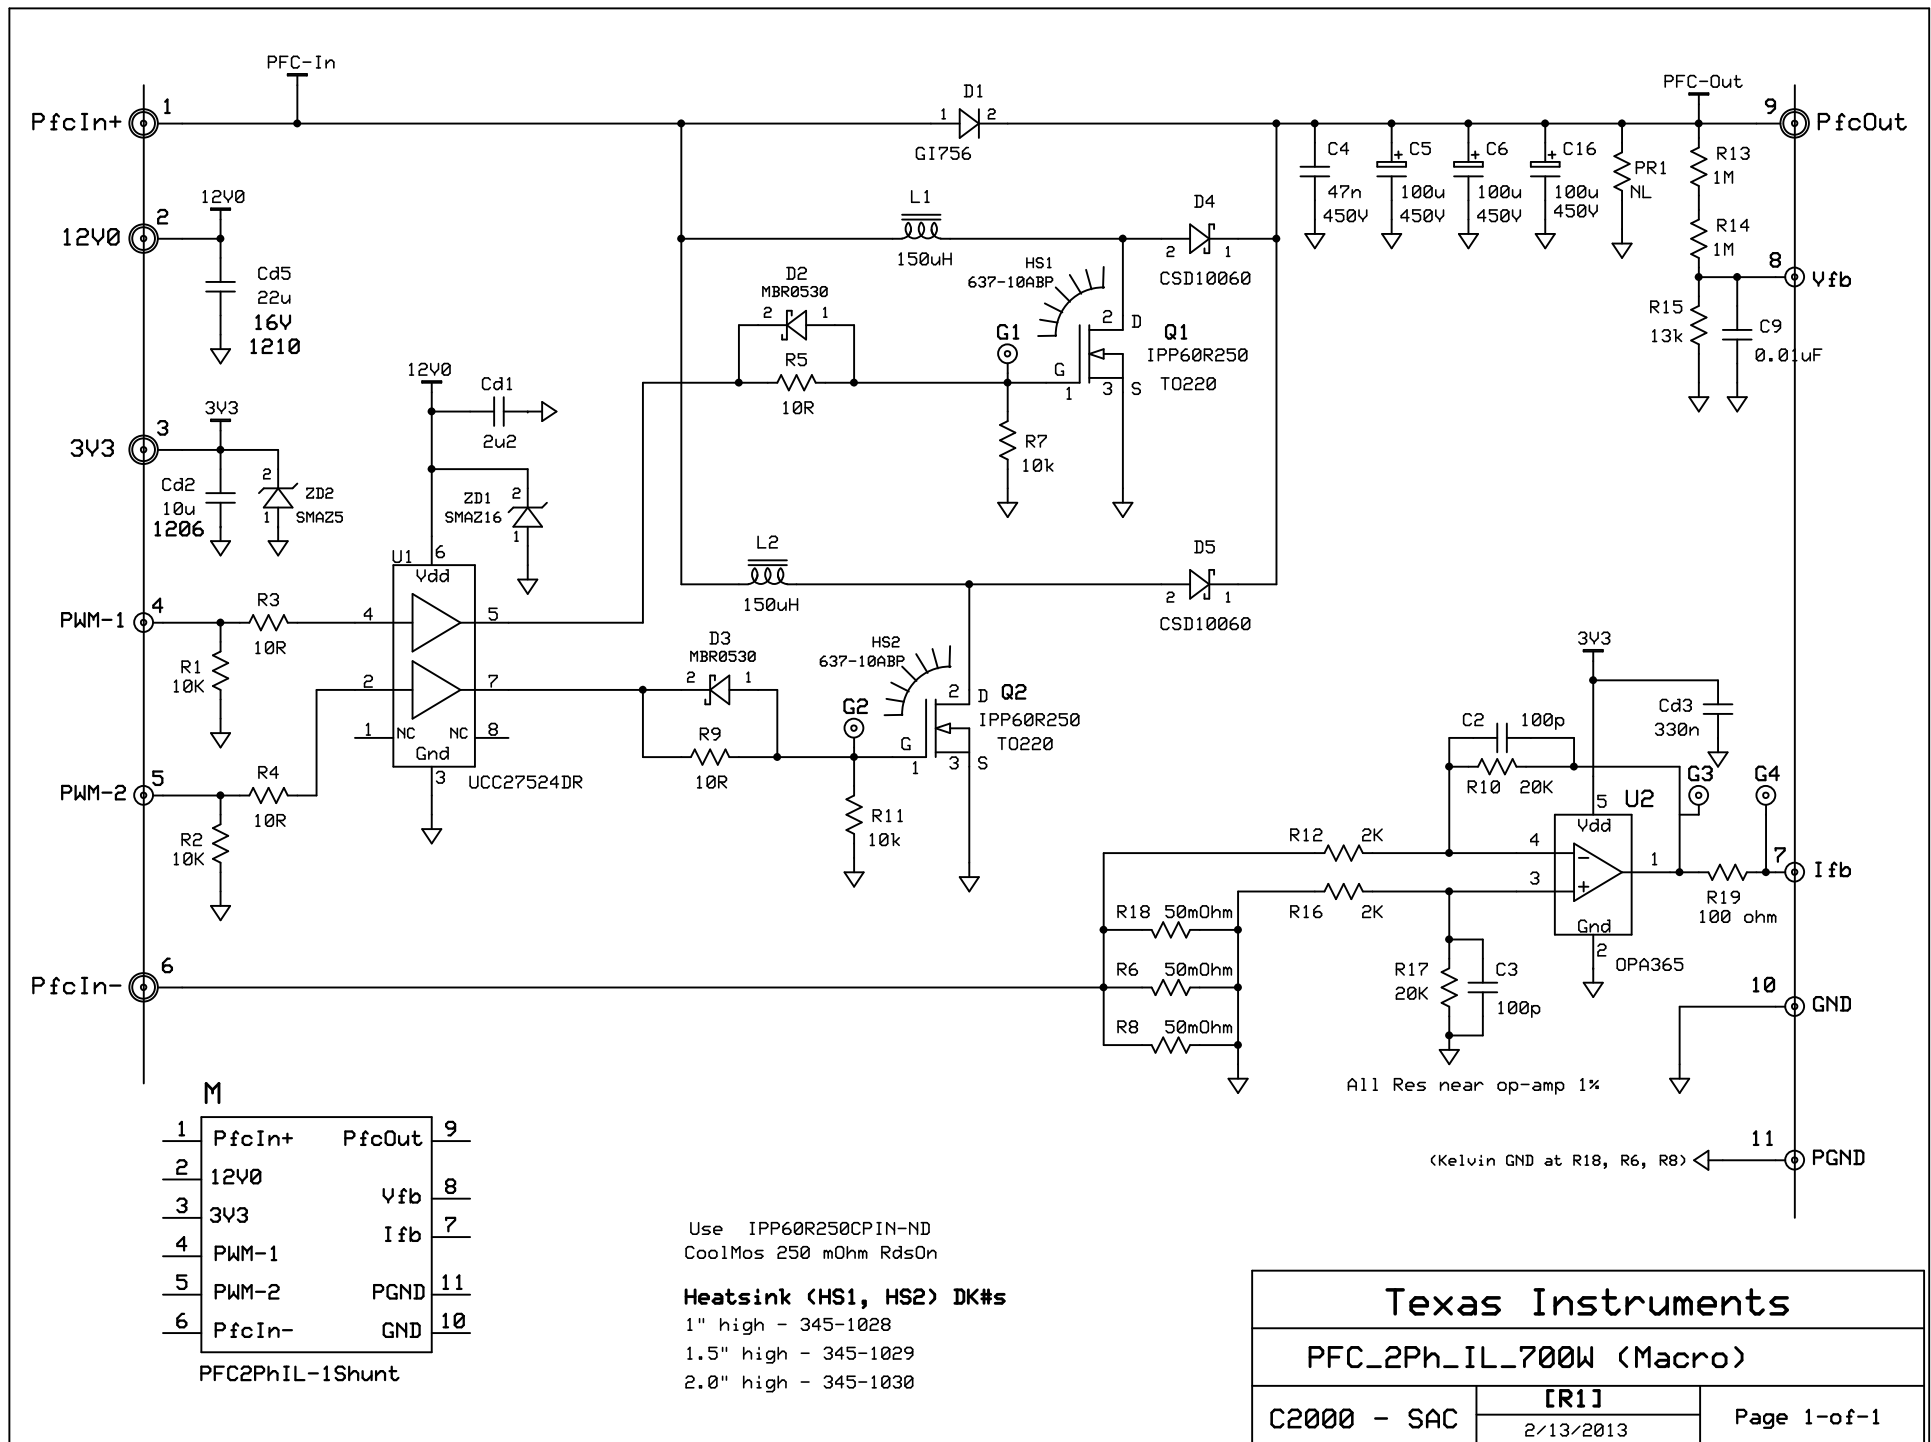 PFC-In
PfcIn+
1
D1
1
2
GI756
PFC-Out
9
PfcOut
C4
47n
450V
+
C5
100u
450V
+
C6
100u
450V
+
C16
100u
450V
PR1
NL
R13
1M
R14
1M
8
Vfb
R15
13k
C9
0.01uF
12V0
2
12V0
Cd5
22u
16V
1210
3V3
3
3V3
Cd2
10u
1206
2
ZD2
SMAZ5
1
12V0
Cd1
2u2
ZD1
SMAZ16
2
1
L1
150uH
D4
2
1
CSD10060
D2
MBR0530
2
1
R5
10R
HS1
637-10ABP
G1
2
D
Q1
IPP60R250
TO220
G
1
3
S
R7
10k
L2
150uH
D5
2
1
CSD10060
PWM-1
4
R3
10R
R1
10K
PWM-2
5
R4
10R
R2
10K
U1
6
Vdd
4
5
2
7
1
NC
NC
8
Gnd
3
UCC27524DR
D3
MBR0530
2
1
R9
10R
HS2
637-10ABP
G2
2
D
Q2
IPP60R250
TO220
G
1
3
S
R11
10k
3V3
Cd3
330n
C2
100p
R10
20K
G3
G4
5
U2
Vdd
R12
2K
4
-
1
7
Ifb
3
+
R16
2K
R19
100 ohm
Gnd
2
OPA365
R18
50mOhm
R6
50mOhm
R8
50mOhm
R17
20K
C3
100p
PfcIn-
6
10
GND
All Res near op-amp 1%
11
(Kelvin GND at R18, R6, R8)
PGND
M
1
PfcIn+
PfcOut
9
2
12V0
Vfb
8
3
3V3
Ifb
7
4
PWM-1
5
PWM-2
PGND
11
6
PfcIn-
GND
10
PFC2PhIL-1Shunt
Use IPP60R250CPIN-ND
CoolMos 250 mOhm RdsOn
Heatsink (HS1, HS2) DK#s
1" high - 345-1028
1.5" high - 345-1029
2.0" high - 345-1030
Texas Instruments
PFC_2Ph_IL_700W (Macro)
C2000 - SAC
[R1]
2/13/2013
Page 1-of-1